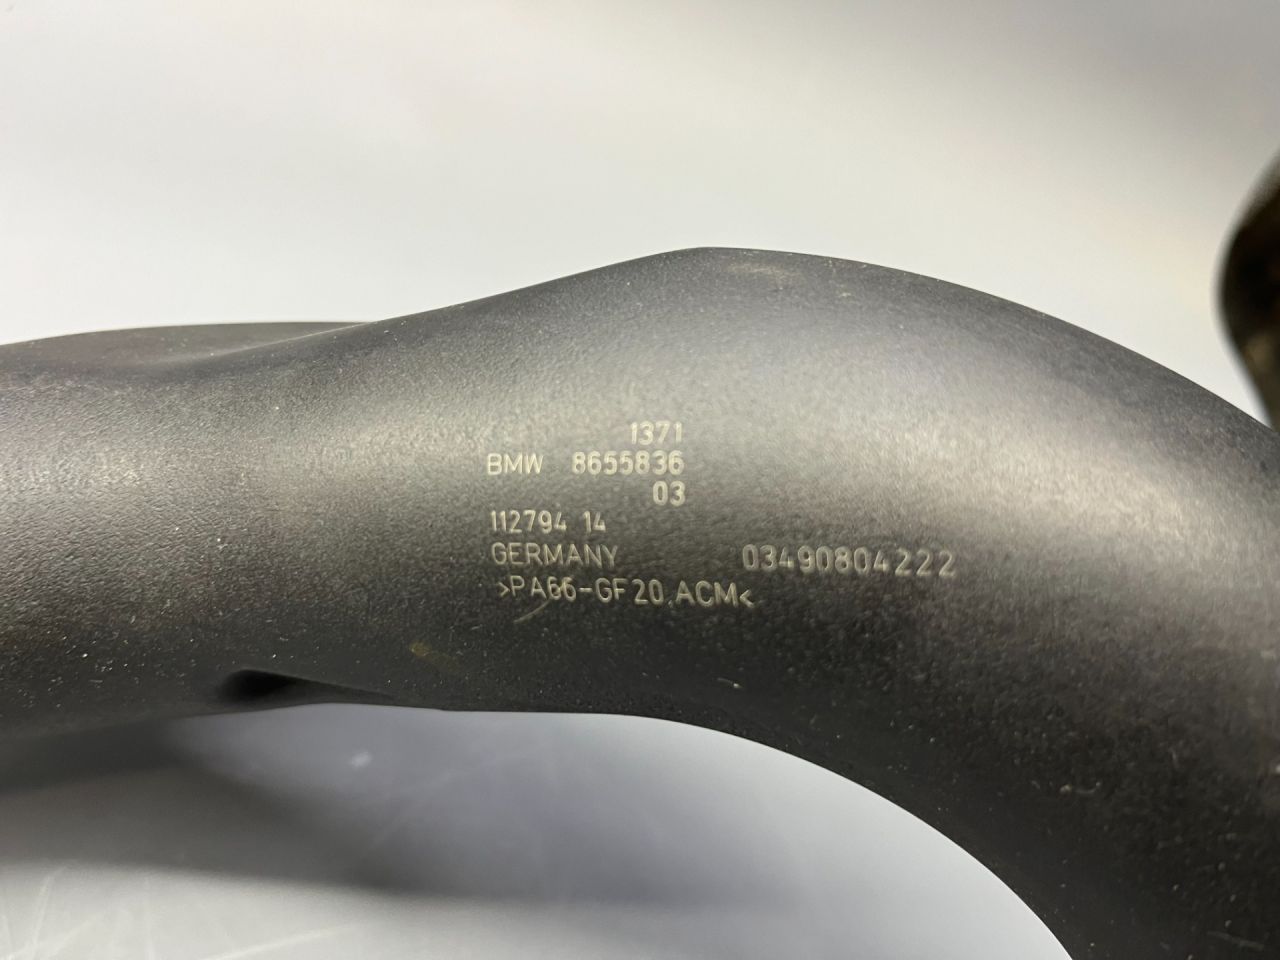 1371
BMW 8655836
03
112794 14
GERMANY 03490804222
>PA66-GF20.ACM<